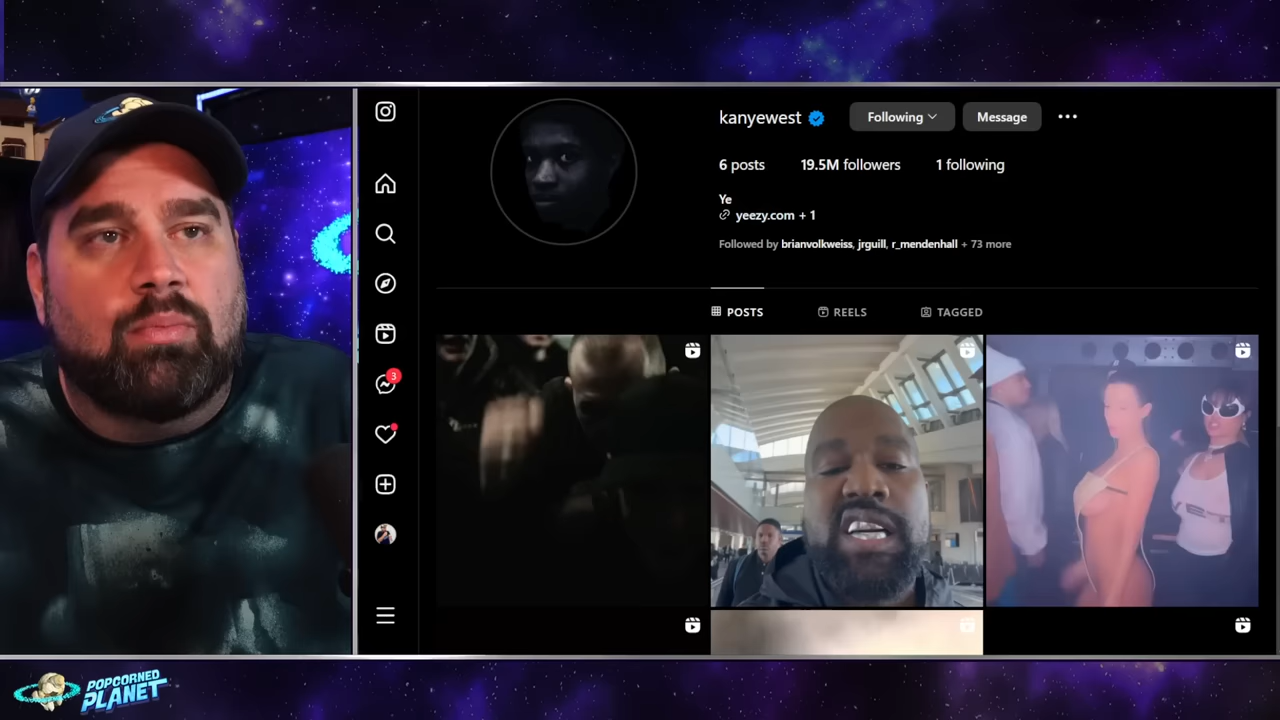 kanyewest
Following
Message
6 posts
19.5M followers
1 following
Ye
yeezy.com + 1
Followed by brianvolkweiss, jrguill, r_mendenhall + 73 more
POSTS
REELS
TAGGED
3
POPCORNED
PLANET